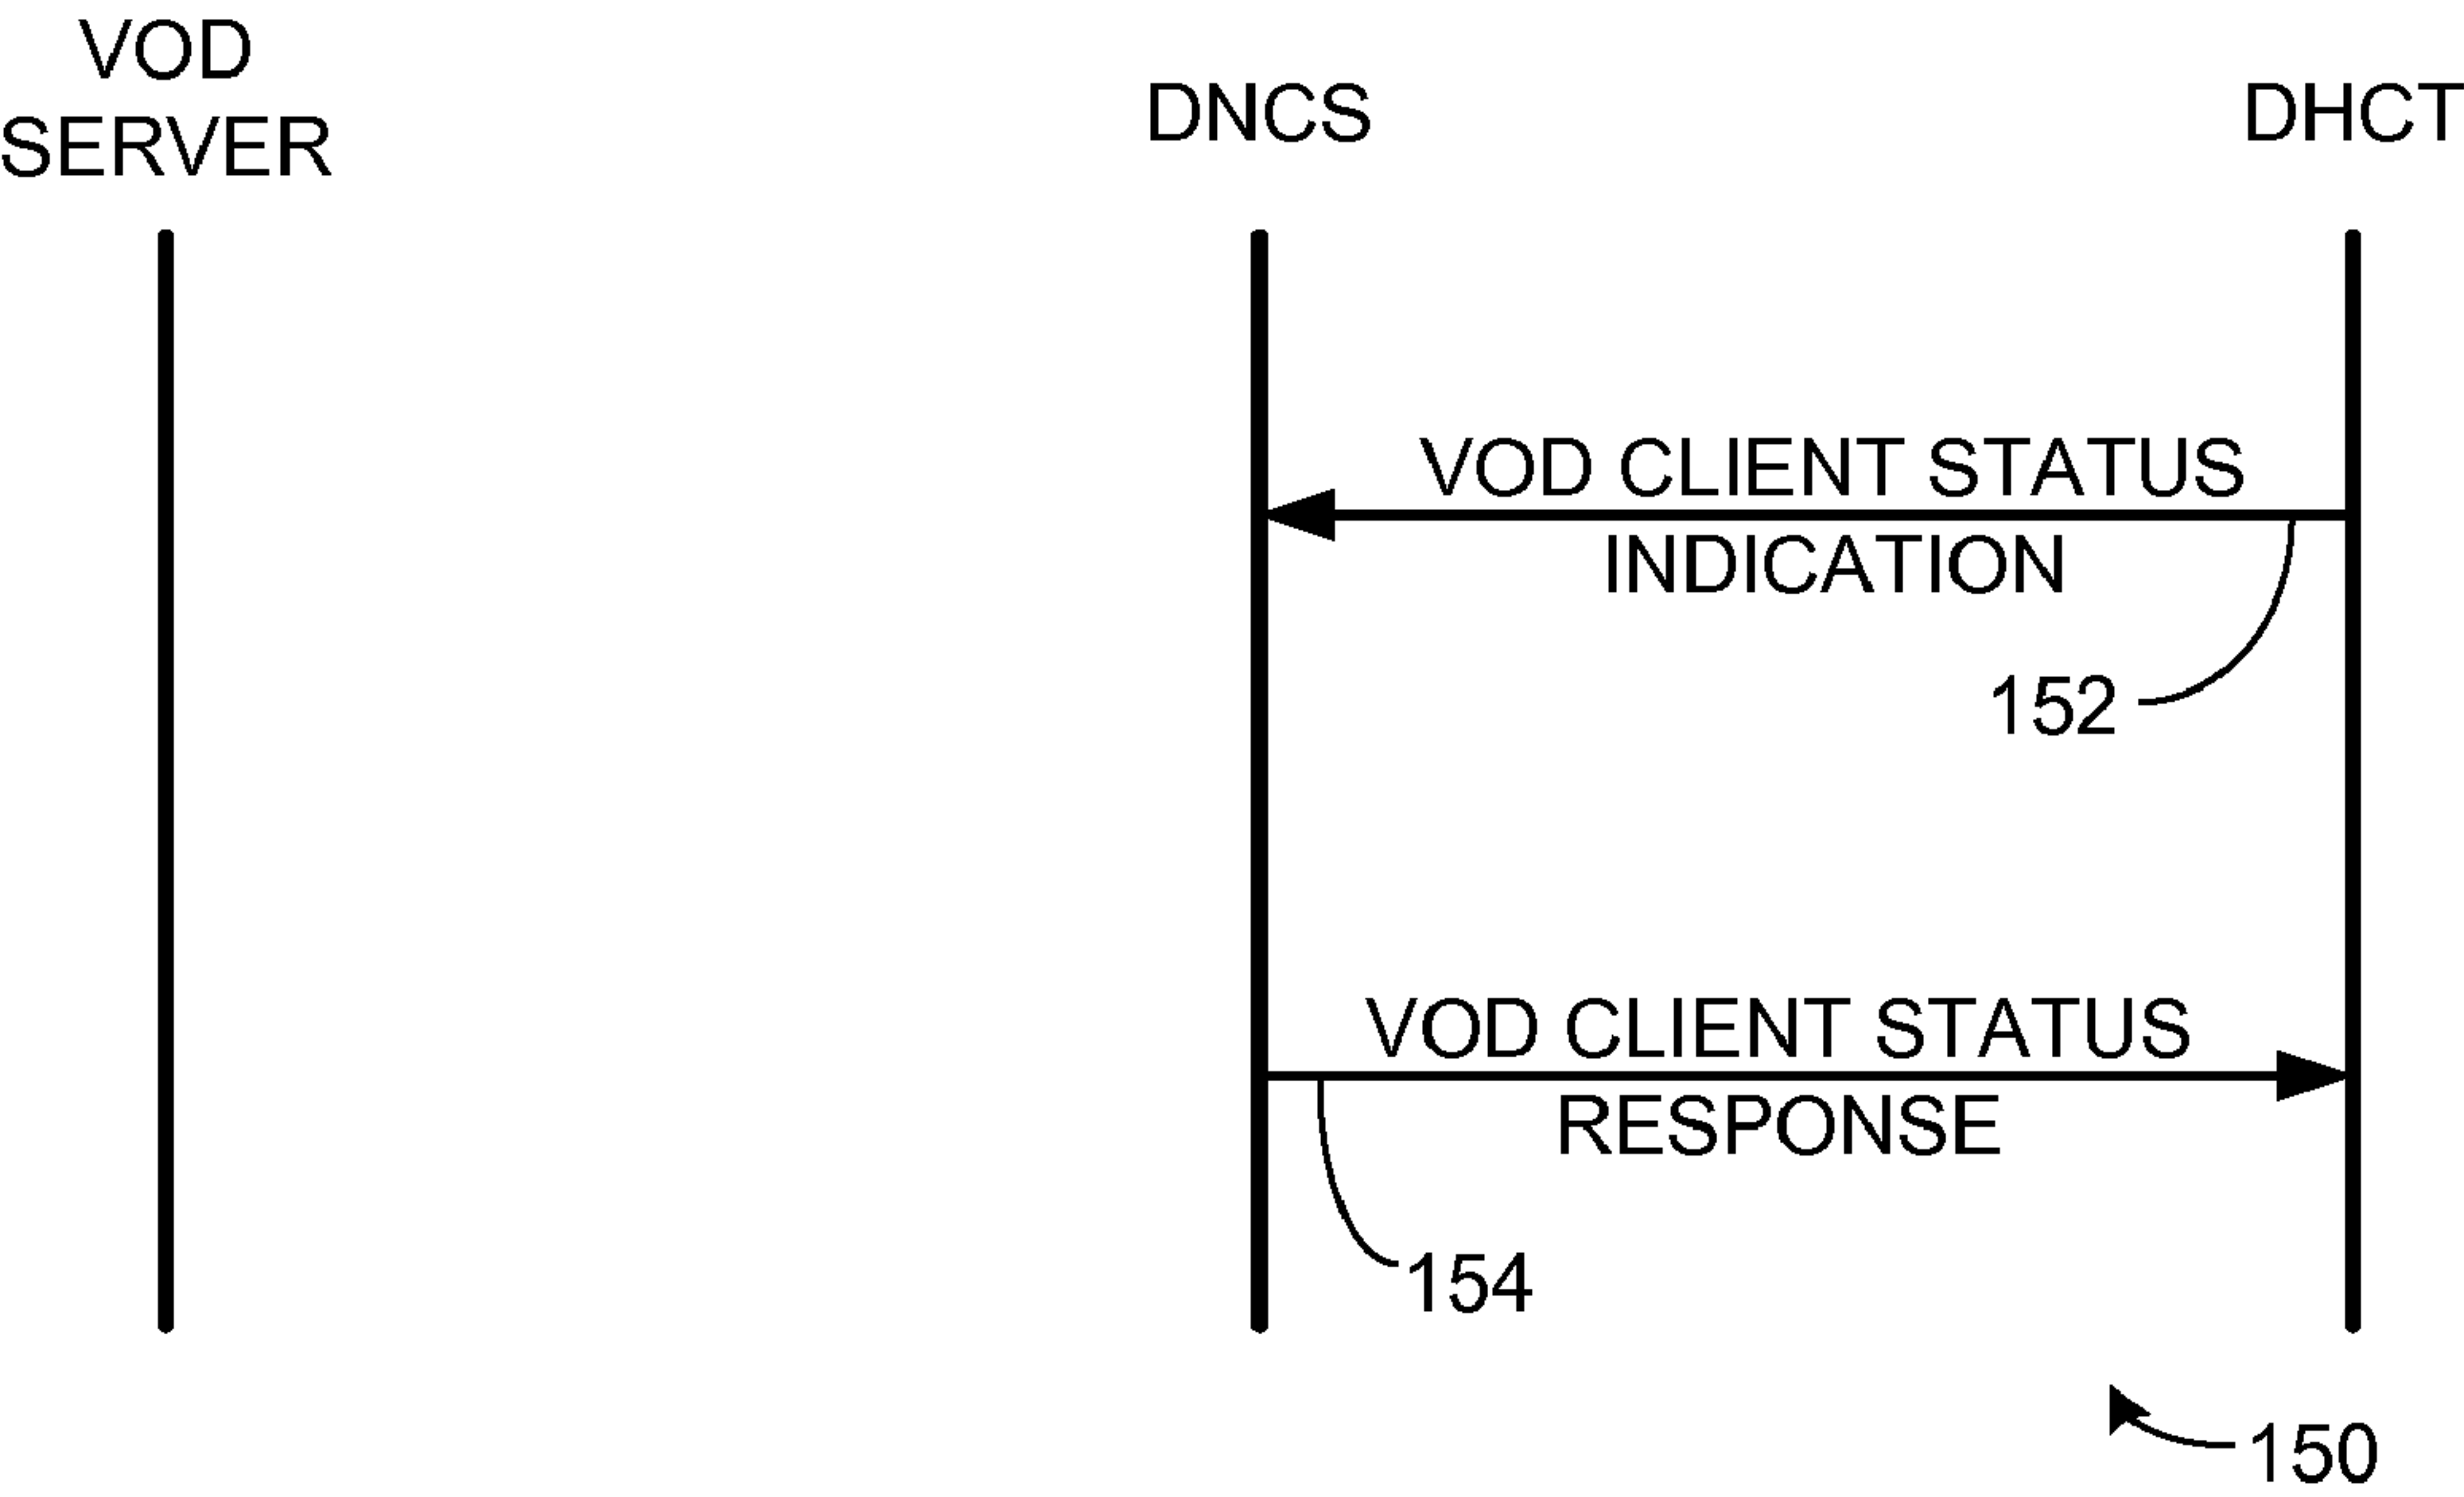 VOD
SERVER
DNCS
DHCT
VOD CLIENT STATUS
INDICATION
152
VOD CLIENT STATUS
RESPONSE
154
150